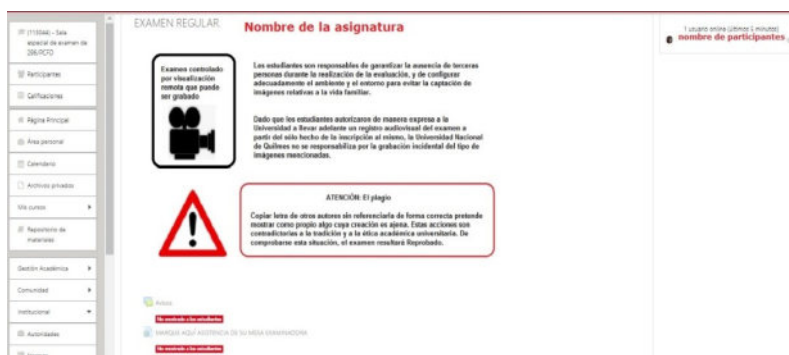 (110044) - Sala
especial de examen de
Participantes
Calificaciones
Página Principal
Área personal
Calendario
Archivos privados
Mis cursos
Repositorio de
materiales
Gestión Académica
Comunidad
Institucional
Autoridades
EXAMEN REGULAR
Nombre de la asignatura
Examen controlado
por visualización
remota que puede
ser grabado
Los estudiantes son responsables de garantizar la ausencia de terceras
personas durante la realización de la evaluación, y de configurar
adecuadamente el ambiente y el entorno para evitar la captación de
imágenes relativas a la vida familiar.
Dado que los estudiantes autorizaron de manera expresa a la
Universidad a llevar adelante un registro audiovisual del examen a
partir del sólo hecho de la inscripción al mismo, la Universidad Nacional
de Quilmes no se responsabiliza por la grabación incidental del tipo de
imágenes mencionadas.
ATENCIÓN: El plagio
Copiar letra de otros autores sin referenciarla de forma correcta pretende
mostrar como propio algo cuya creación es ajena. Estas acciones son
contradictorias a la tradición y a la ética académica universitaria. De
comprobarse esta situación, el examen resultará Reprobado.
Avisos
No mostrado a los estudiantes
MARQUE AQUÍ ASISTENCIA DE SU MESA EXAMINADORA
No mostrado a los estudiantes
1 usuario online (últimos 5 minutos)
nombre de participantes